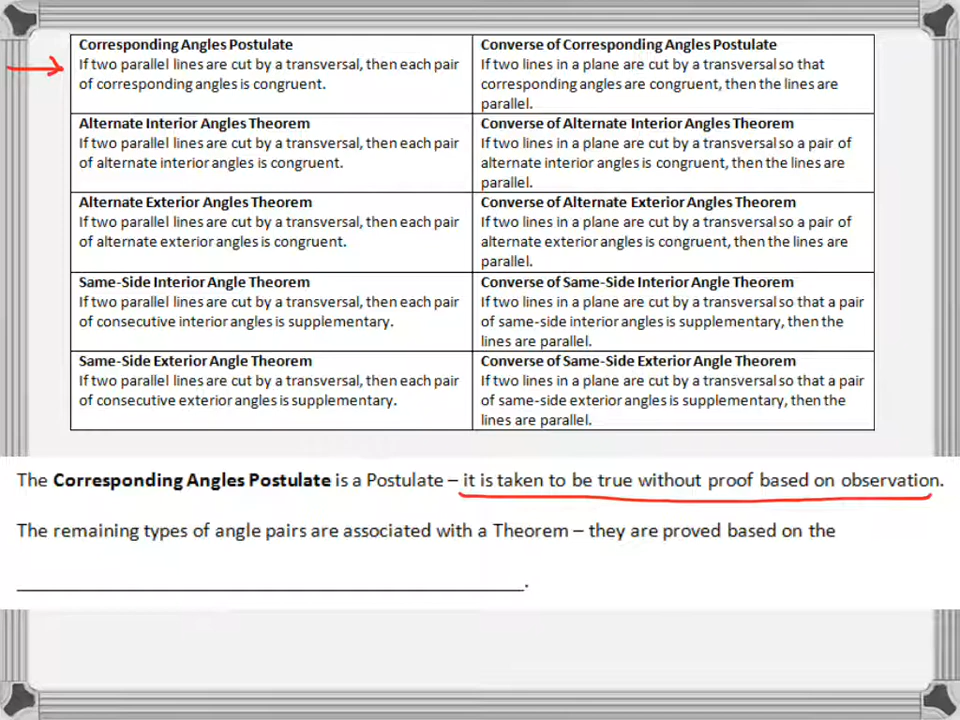 Corresponding Angles Postulate
If two parallel lines are cut by a transversal, then each pair
of corresponding angles is congruent.
Converse of Corresponding Angles Postulate
If two lines in a plane are cut by a transversal so that
corresponding angles are congruent, then the lines are
parallel.
Alternate Interior Angles Theorem
If two parallel lines are cut by a transversal, then each pair
of alternate interior angles is congruent.
Converse of Alternate Interior Angles Theorem
If two lines in a plane are cut by a transversal so a pair of
alternate interior angles is congruent, then the lines are
parallel.
Alternate Exterior Angles Theorem
If two parallel lines are cut by a transversal, then each pair
of alternate exterior angles is congruent.
Converse of Alternate Exterior Angles Theorem
If two lines in a plane are cut by a transversal so a pair of
alternate exterior angles is congruent, then the lines are
parallel.
Same-Side Interior Angle Theorem
If two parallel lines are cut by a transversal, then each pair
of consecutive interior angles is supplementary.
Converse of Same-Side Interior Angle Theorem
If two lines in a plane are cut by a transversal so that a pair
of same-side interior angles is supplementary, then the
lines are parallel.
Same-Side Exterior Angle Theorem
If two parallel lines are cut by a transversal, then each pair
of consecutive exterior angles is supplementary.
Converse of Same-Side Exterior Angle Theorem
If two lines in a plane are cut by a transversal so that a pair
of same-side exterior angles is supplementary, then the
lines are parallel.
The Corresponding Angles Postulate is a Postulate – it is taken to be true without proof based on observation.
The remaining types of angle pairs are associated with a Theorem – they are proved based on the
____________________________________________________.